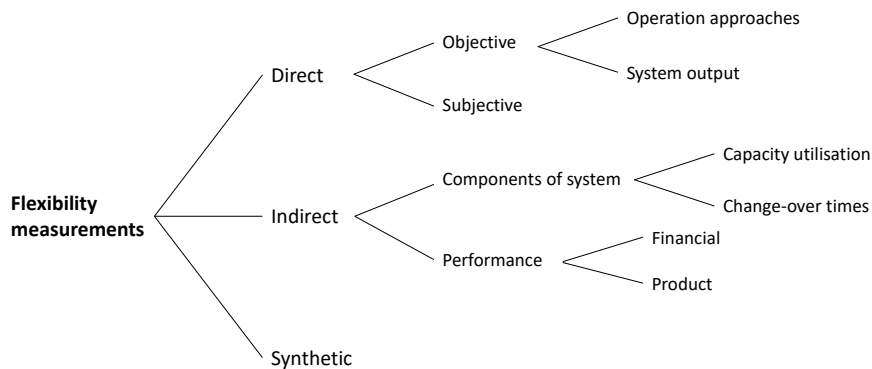 Operation approaches
Objective
System output
Direct
Subjective
Capacity utilisation
Components of system
Change-over times
Flexibility
measurements
Indirect
Financial
Performance
Product
Synthetic